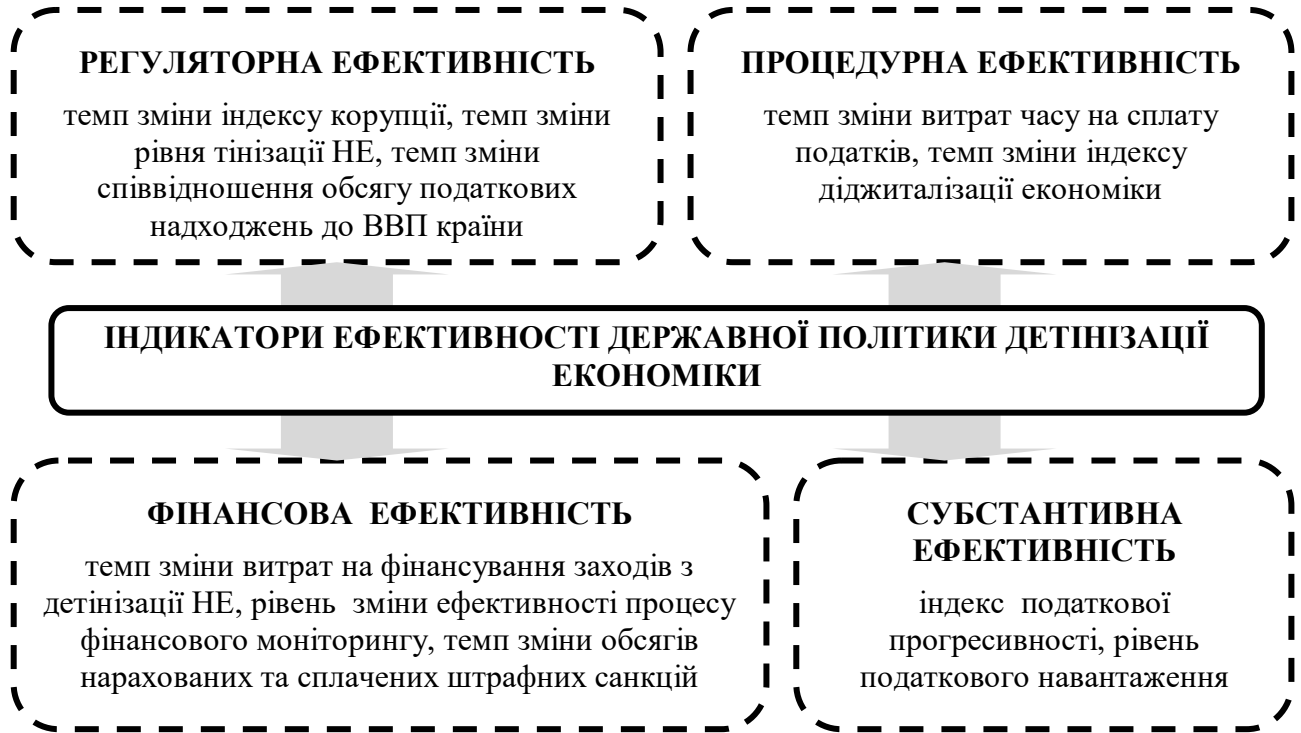 РЕГУЛЯТОРНА ЕФЕКТИВНІСТЬ
темп зміни індексу корупції, темп зміни
рівня тінізації НЕ, темп зміни
співвідношення обсягу податкових
надходжень до ВВП країни
ПРОЦЕДУРНА ЕФЕКТИВНІСТЬ
темп зміни витрат часу на сплату
податків, темп зміни індексу
діджиталізації економіки
ІНДИКАТОРИ ЕФЕКТИВНОСТІ ДЕРЖАВНОЇ ПОЛІТИКИ ДЕТІНІЗАЦІЇ
ЕКОНОМІКИ
ФІНАНСОВА ЕФЕКТИВНІСТЬ
темп зміни витрат на фінансування заходів з
детінізації НЕ, рівень зміни ефективності процесу
фінансового моніторингу, темп зміни обсягів
нарахованих та сплачених штрафних санкцій
СУБСТАНТИВНА
ЕФЕКТИВНІСТЬ
індекс податкової
прогресивності, рівень
податкового навантаження